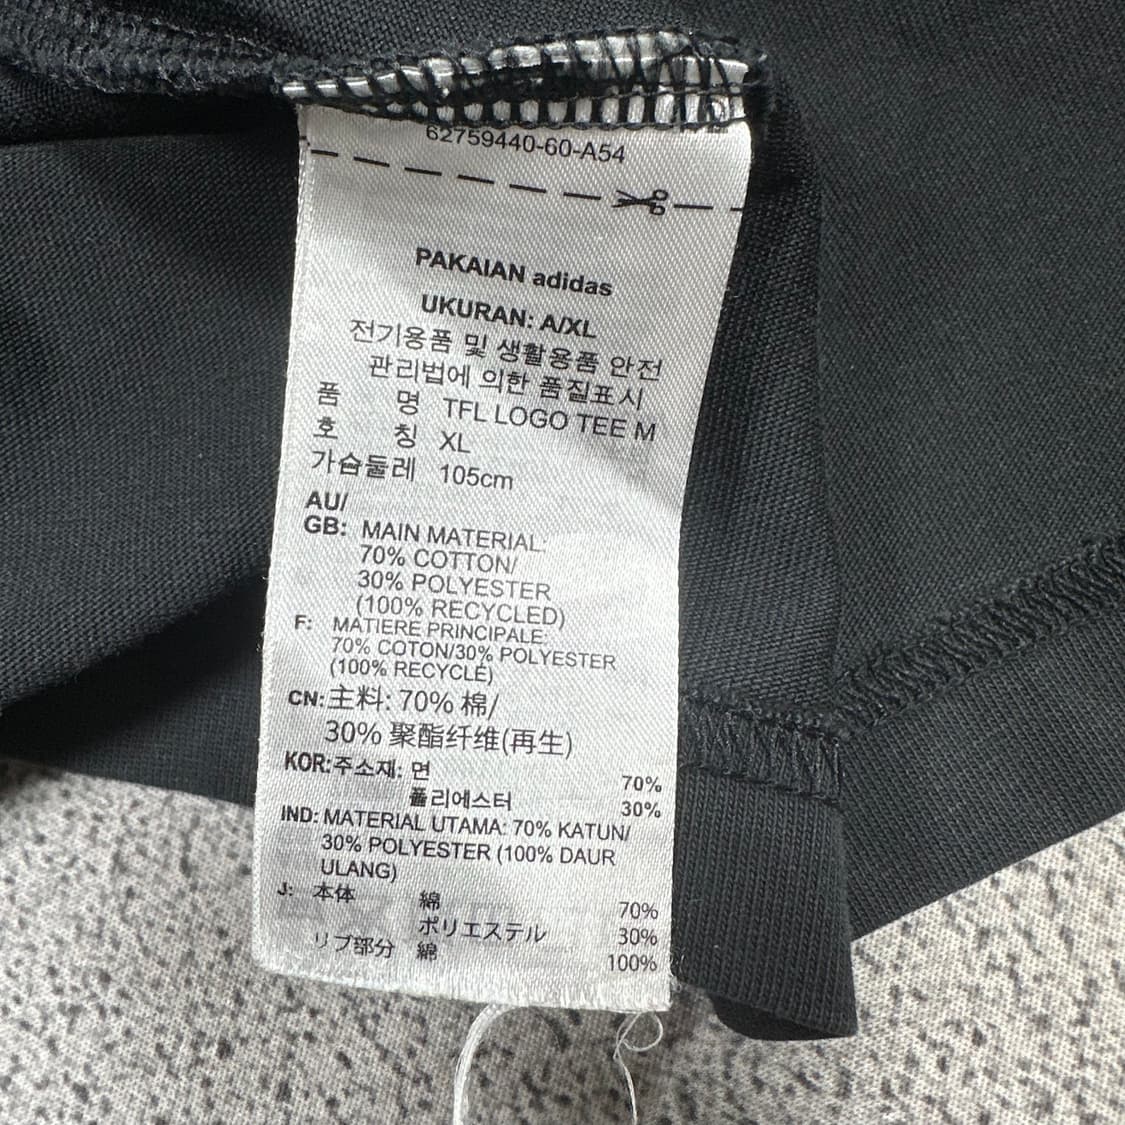 62759440-60-A54
PAKAIAN adidas
UKURAN: A/XL
전기용품 및 생활용품 안전
관리법에 의한 품질표시
품 명 TFL LOGO TEE M
호 칭 XL
가슴둘레 105cm
AU/
GB: MAIN MATERIAL:
70% COTTON/
30% POLYESTER
(100% RECYCLED)
F: MATIERE PRINCIPALE:
70% COTON/30% POLYESTER
(100% RECYCLÉ)
CN: 主料: 70% 棉/
30% 聚酯纤维(再生)
KOR: 주소재: 면 70%
폴리에스터 30%
IND: MATERIAL UTAMA: 70% KATUN/
30% POLYESTER (100% DAUR
ULANG)
J: 本体 綿 70%
ポリエステル 30%
リブ部分 綿 100%